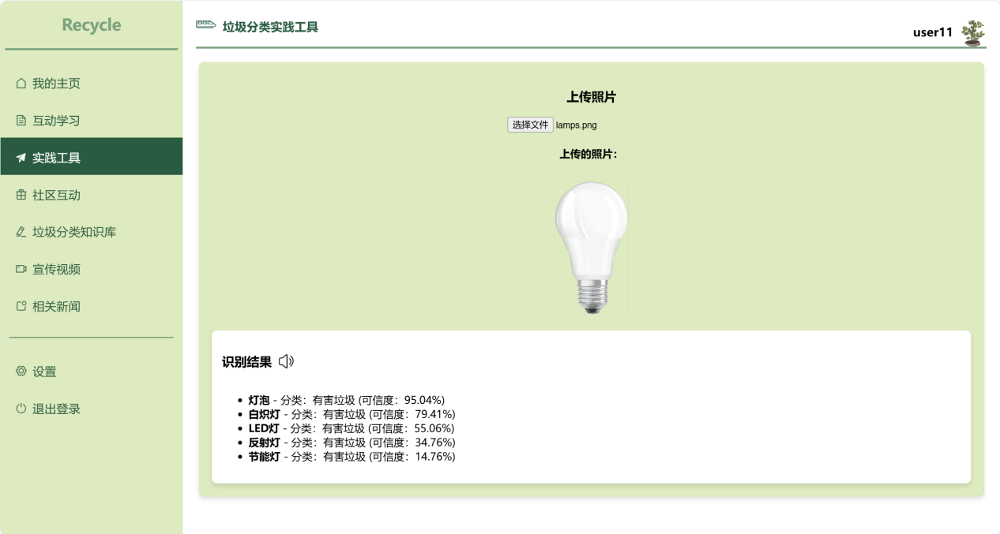 Recycle
我的主页
互动学习
实践工具
社区互动
垃圾分类知识库
宣传视频
相关新闻
设置
退出登录
垃圾分类实践工具
user11
上传照片
选择文件 lamps.png
上传的照片：
识别结果
灯泡 - 分类：有害垃圾 (可信度：95.04%)
白炽灯 - 分类：有害垃圾 (可信度：79.41%)
LED灯 - 分类：有害垃圾 (可信度：55.06%)
反射灯 - 分类：有害垃圾 (可信度：34.76%)
节能灯 - 分类：有害垃圾 (可信度：14.76%)